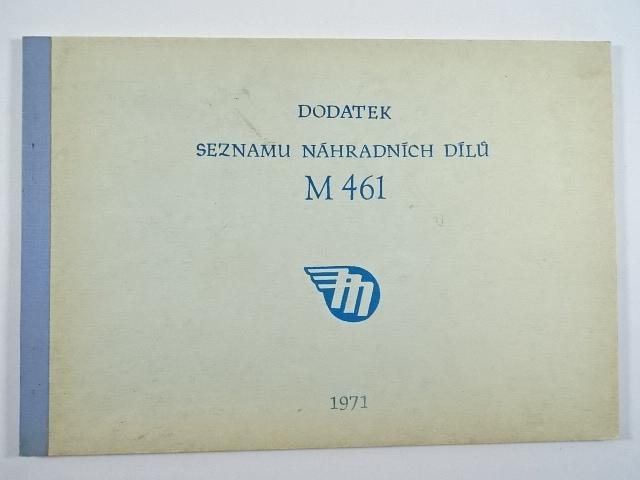 DODATEK
SEZNAMU NÁHRADNÍCH DÍLŮ
M 461
m
1971